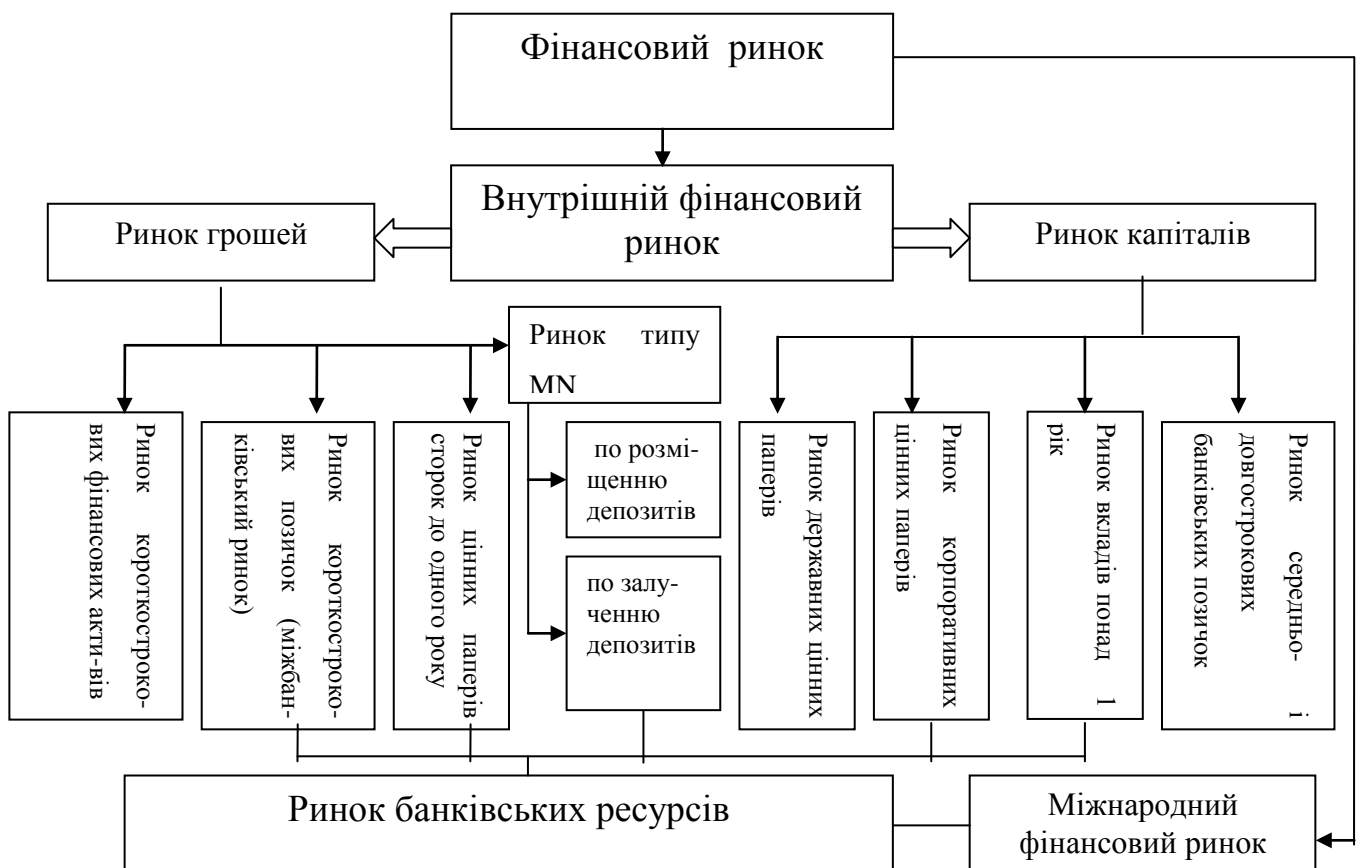 Фінансовий ринок
Внутрішній фінансовий
ринок
Ринок грошей
Ринок капіталів
Ринок типу
MN
Ринок короткостроко-
вих фінансових акти-вів
Ринок короткостроко-
вих позичок (міжбан-
ківський ринок)
Ринок цінних паперів
сторок до одного року
по розмі-
щенню
депозитів
по залу-
ченню
депозитів
Ринок державних цінних
паперів
Ринок корпоративних
цінних паперів
Ринок вкладів понад 1
рік
Ринок середньо- і
довгострокових
банківських позичок
Ринок банківських ресурсів
Міжнародний
фінансовий ринок